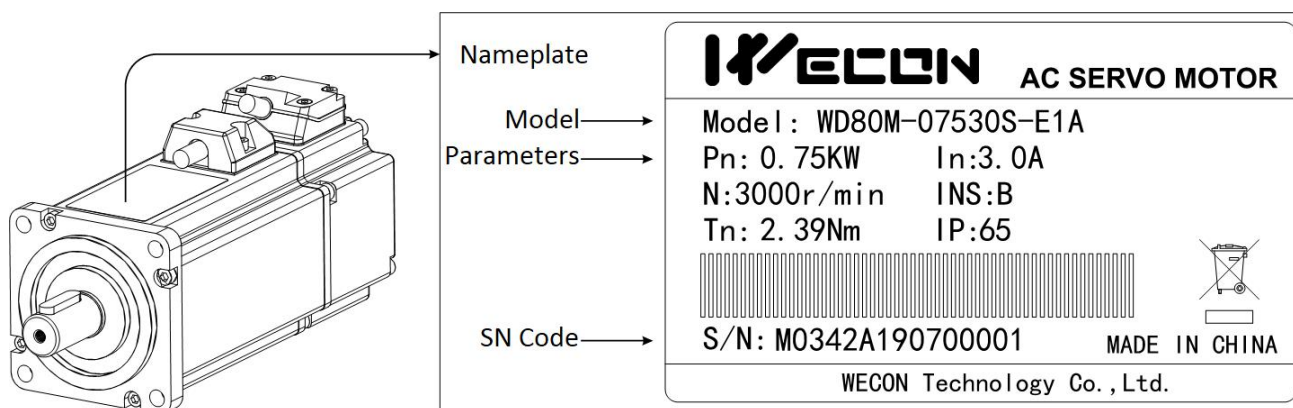 Nameplate
WECON AC SERVO MOTOR
Model
Model: WD80M-07530S-E1A
Parameters
Pn: 0.75KW In:3.0A
N:3000r/min INS:B
Tn: 2.39Nm IP:65
SN Code
S/N: M0342A190700001 MADE IN CHINA
WECON Technology Co.,Ltd.